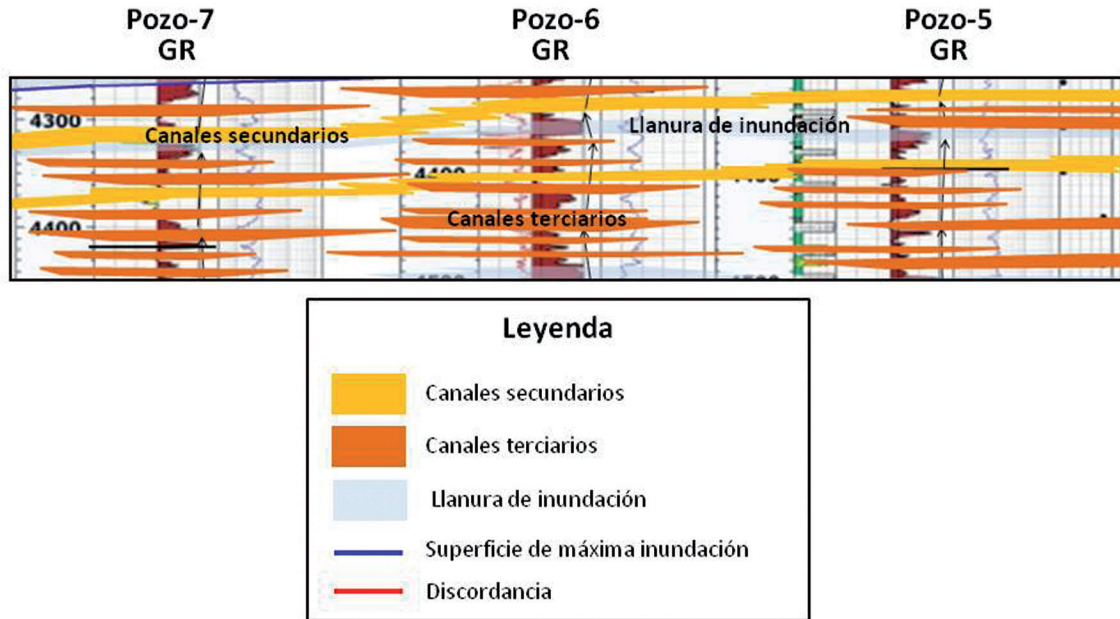 Pozo-7
GR
Pozo-6
GR
Pozo-5
GR
4300
Canales secundarios
Llanura de inundación
4400
Canales terciarios
4400
Leyenda
Canales secundarios
Canales terciarios
Llanura de inundación
Superficie de máxima inundación
Discordancia